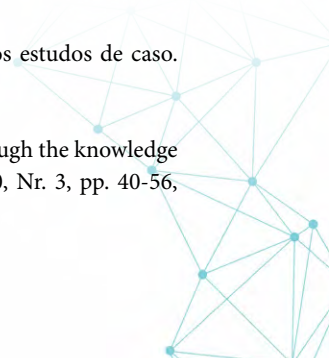 os estudos de caso.
ugh the knowledge
, Nr. 3, pp. 40-56,